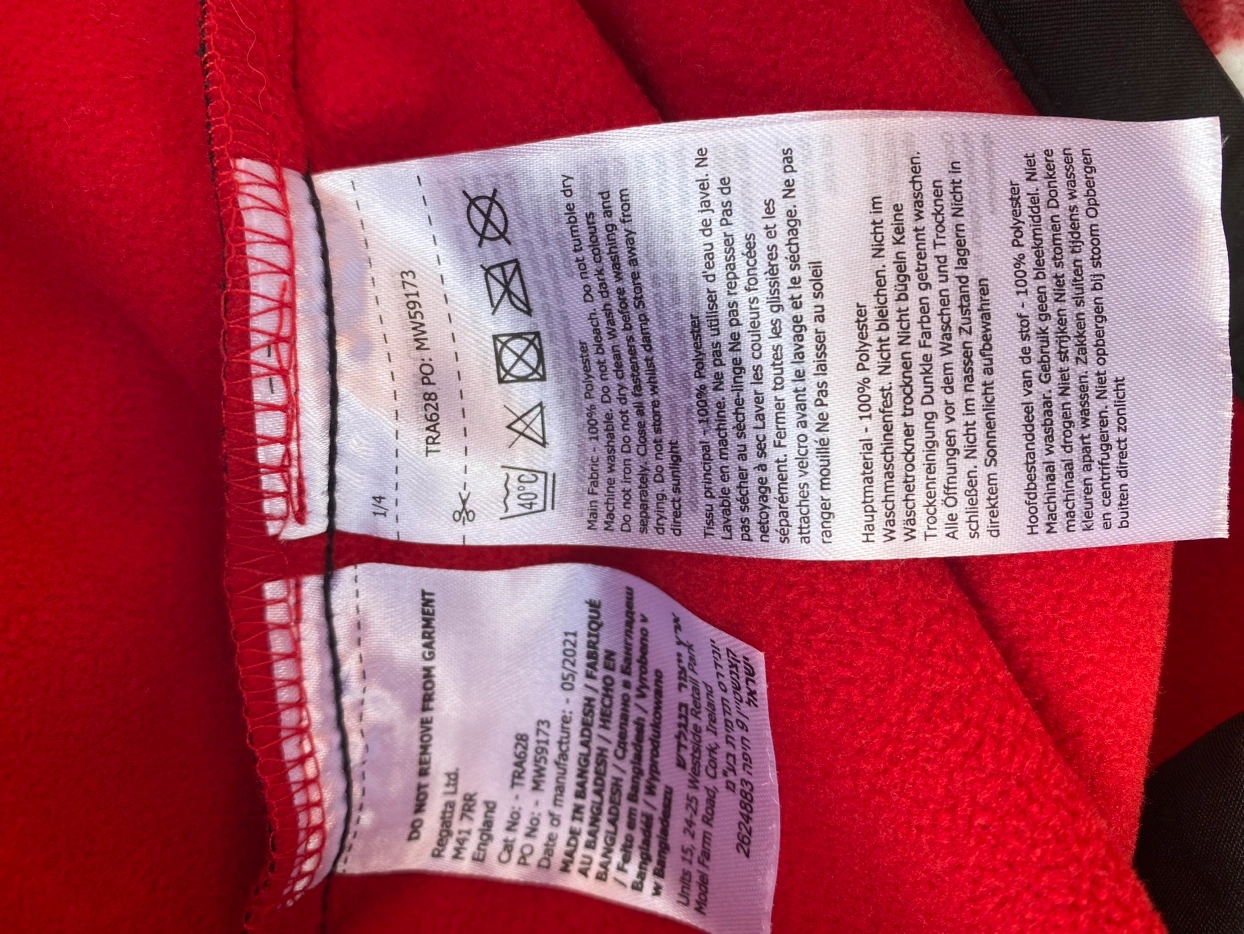 1/4
TRA628 PO: MW59173
40°C
Main Fabric - 100% Polyester
Machine washable. Do not bleach. Do not tumble dry
Do not iron Do not dry clean Wash dark colours
separately. Close all fasteners before washing and
drying. Do not store whilst damp Store away from
direct sunlight
Tissu principal -100% Polyester
Lavable en machine. Ne pas utiliser d'eau de javel. Ne
pas sécher au sèche-linge Ne pas repasser Pas de
netoyage à sec Laver les couleurs foncées
séparément. Fermer toutes les glissières et les
attaches velcro avant le lavage et le séchage. Ne pas
ranger mouillé Ne Pas laisser au soleil
Hauptmaterial - 100% Polyester
Waschmaschinenfest. Nicht bleichen. Nicht im
Wäschetrockner trocknen Nicht bügeln Keine
Trockenreinigung Dunkle Farben getrennt waschen.
Alle Öffnungen vor dem Waschen und Trocknen
schließen. Nicht im nassen Zustand lagern Nicht in
direktem Sonnenlicht aufbewahren
Hoofdbestanddeel van de stof - 100% Polyester
Machinaal wasbaar. Gebruik geen bleekmiddel. Niet
machinaal drogen Niet strijken Niet stomen Donkere
kleuren apart wassen. Zakken sluiten tijdens wassen
en centrifugeren. Niet opbergen bij stoom Opbergen
buiten direct zonlicht
DO NOT REMOVE FROM GARMENT
Regatta Ltd.
M41 7RR
England
Cat No: - TRA628
PO No: - MW59173
Date of manufacture: - 05/2021
MADE IN BANGLADESH / FABRIQUÉ
AU BANGLADESH / HECHO EN
BANGLADESH / Сделано в Бангладеш
/ Feito em Bangladesh / Vyrobeno v
Bangladéši / Wyprodukowano
w Bangladeszu
ארץ ייצור בנגלדש
Units 15, 24-25 Westside Retail Park
Model Farm Road, Cork, Ireland
יונידרס תדמית בע"מ
קצנשטיין 9 חיפה 2624883
ישראל